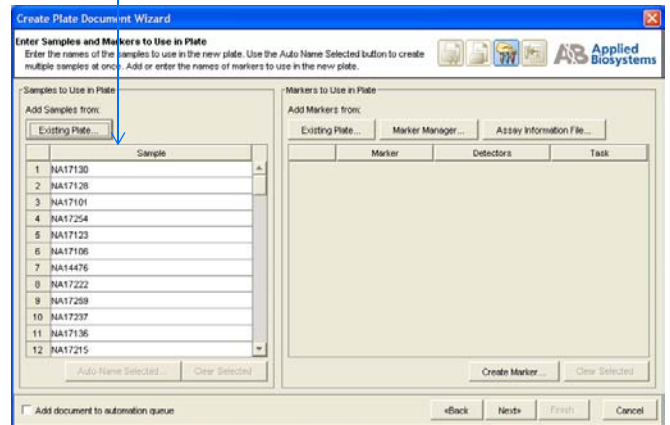 Create Plate Document Wizard
Enter Samples and Markers to Use in Plate
Enter the names of the samples to use in the new plate. Use the Auto Name Selected button to create
multiple samples at once. Add or enter the names of markers to use in the new plate.
AB Applied
Biosystems
Samples to Use in Plate
Add Samples from:
Existing Plate...
Sample
1 NA17130
2 NA17128
3 NA17101
4 NA17254
5 NA17123
6 NA17106
7 NA14476
8 NA17222
9 NA17259
10 NA17237
11 NA17136
12 NA17215
Auto Name Selected... Clear Selected
Markers to Use in Plate
Add Markers from:
Existing Plate... Marker Manager... Assay Information File...
Marker Detectors Task
Create Marker... Clear Selected
Add document to automation queue
<Back Next> Finish Cancel